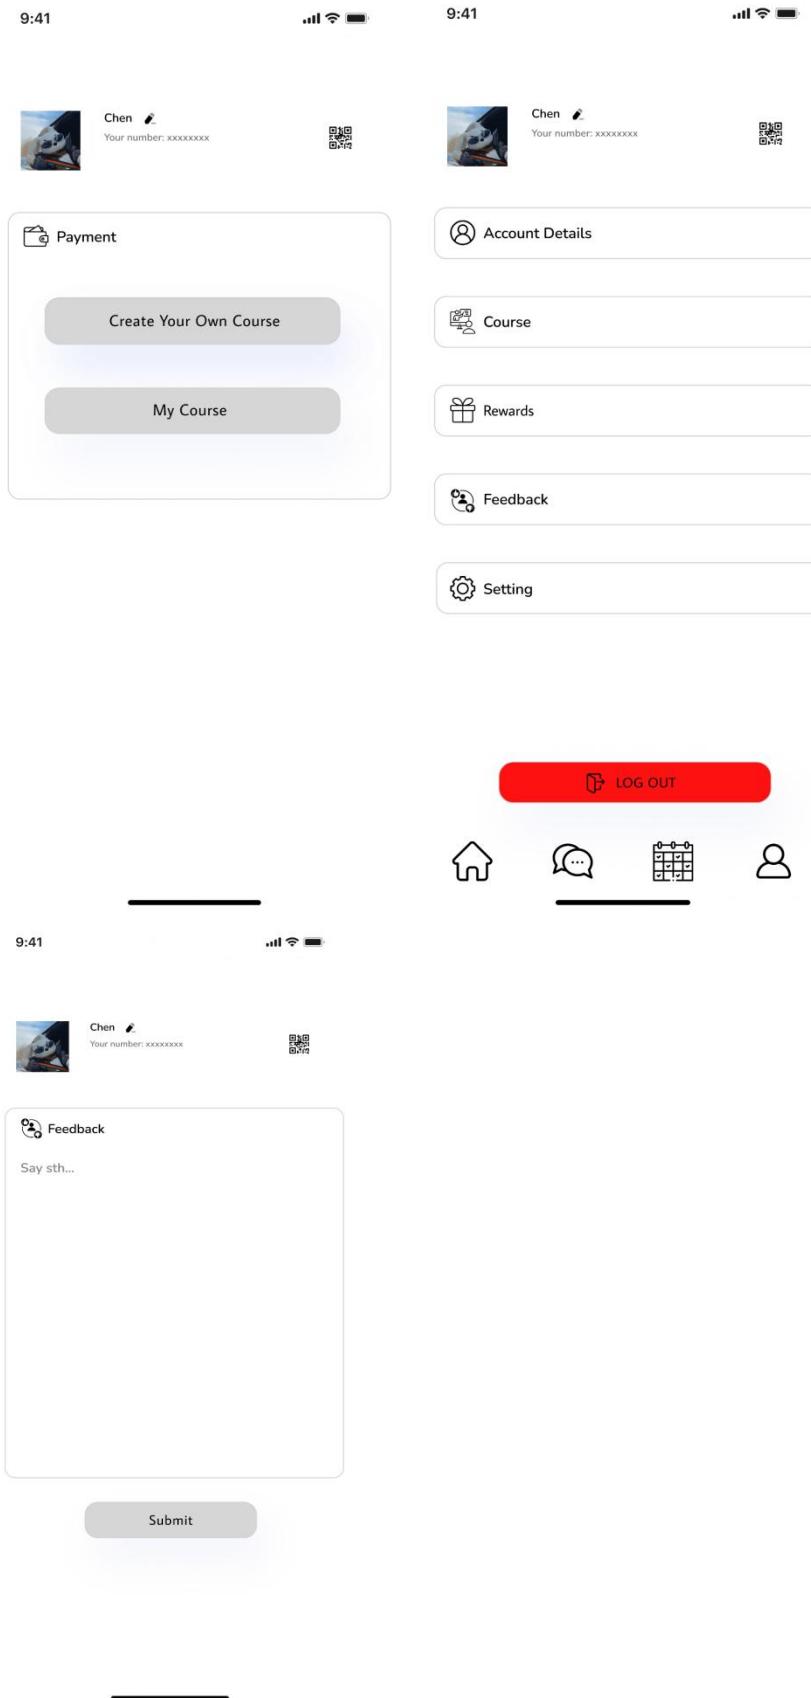 9:41
Chen
Your number: xxxxxxxx
Payment
Create Your Own Course
My Course
9:41
Chen
Your number: xxxxxxxx
Account Details
Course
Rewards
Feedback
Setting
LOG OUT
9:41
Chen
Your number: xxxxxxxx
Feedback
Say sth...
Submit